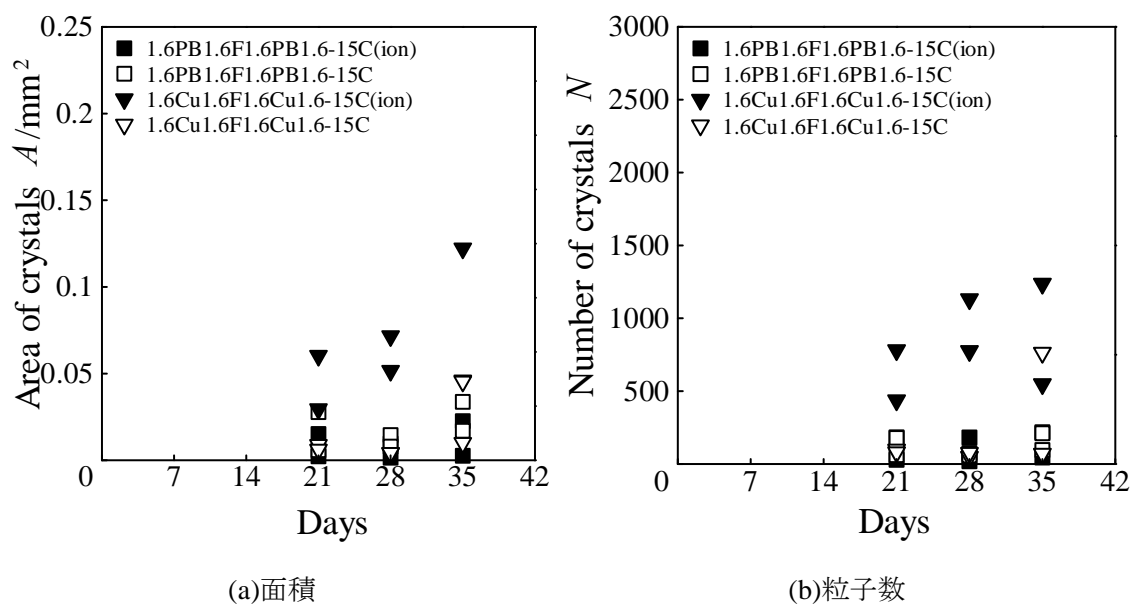 0.25
0.2
0.15
0.1
0.05
0
7
14
21
28
35
42
Area of crystals A/mm²
Days
1.6PB1.6F1.6PB1.6-15C(ion)
1.6PB1.6F1.6PB1.6-15C
1.6Cu1.6F1.6Cu1.6-15C(ion)
1.6Cu1.6F1.6Cu1.6-15C
(a)面積
3000
2500
2000
1500
1000
500
0
7
14
21
28
35
42
Number of crystals N
Days
1.6PB1.6F1.6PB1.6-15C(ion)
1.6PB1.6F1.6PB1.6-15C
1.6Cu1.6F1.6Cu1.6-15C(ion)
1.6Cu1.6F1.6Cu1.6-15C
(b)粒子数